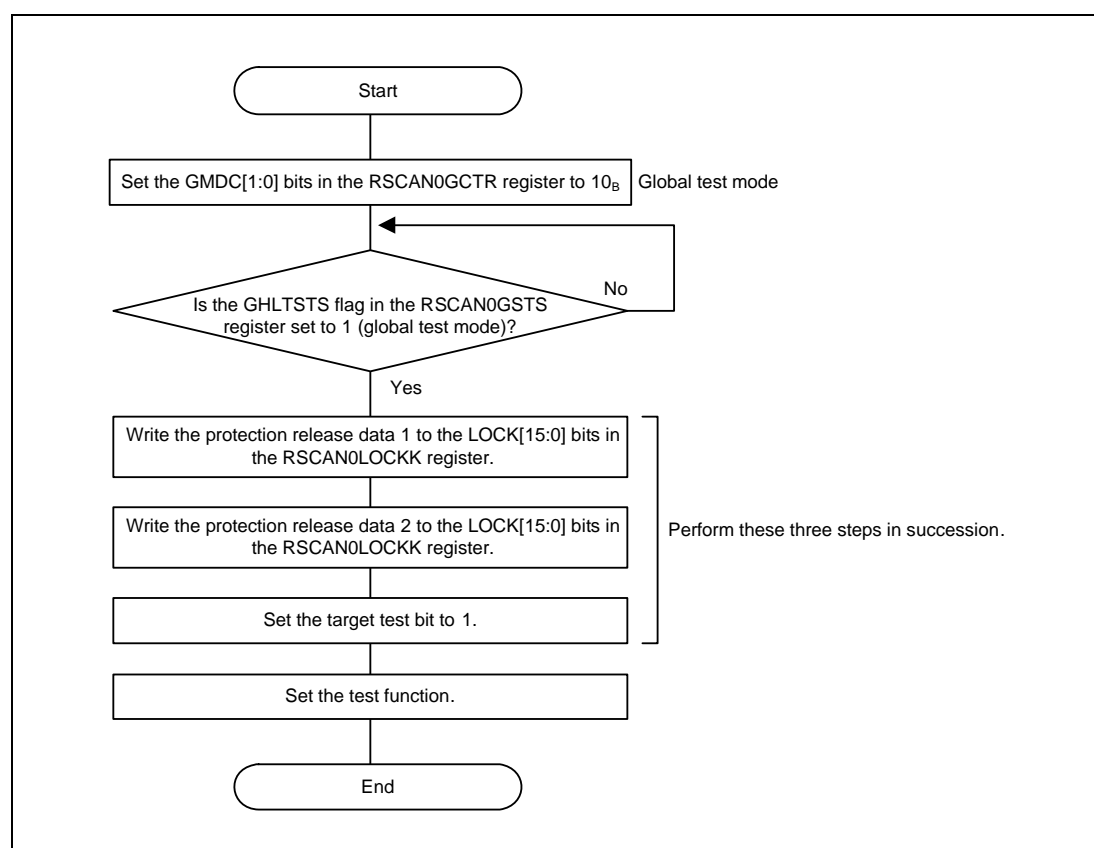 Start
Set the GMDC[1:0] bits in the RSCAN0GCTR register to 10B
Global test mode
No
Is the GHLTSTS flag in the RSCAN0GSTS
register set to 1 (global test mode)?
Yes
Write the protection release data 1 to the LOCK[15:0] bits in
the RSCAN0LOCKK register.
Write the protection release data 2 to the LOCK[15:0] bits in
the RSCAN0LOCKK register.
Perform these three steps in succession.
Set the target test bit to 1.
Set the test function.
End